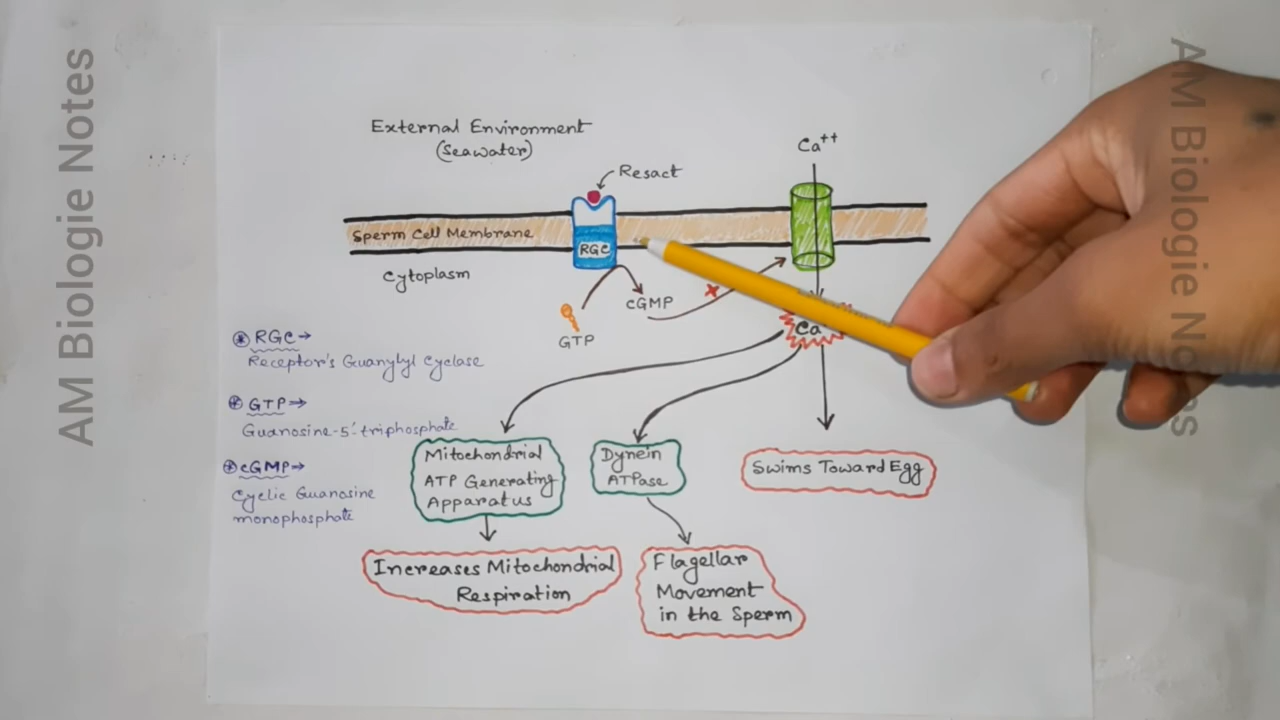 AM Biologie Notes
AM Biologie Notes
External Environment
(Seawater)
Resact
Ca++
Sperm Cell Membrane
RGC
Cytoplasm
cGMP
GTP
Ca
RGC→
Receptor's Guanylyl Cyclase
GTP→
Guanosine-5'-triphosphate
cGMP→
Cyclic Guanosine
monophosphate
Mitochondrial
ATP Generating
Apparatus
Dynein
ATPase
Swims Toward Egg
Increases Mitochondrial
Respiration
Flagellar
Movement
in the Sperm